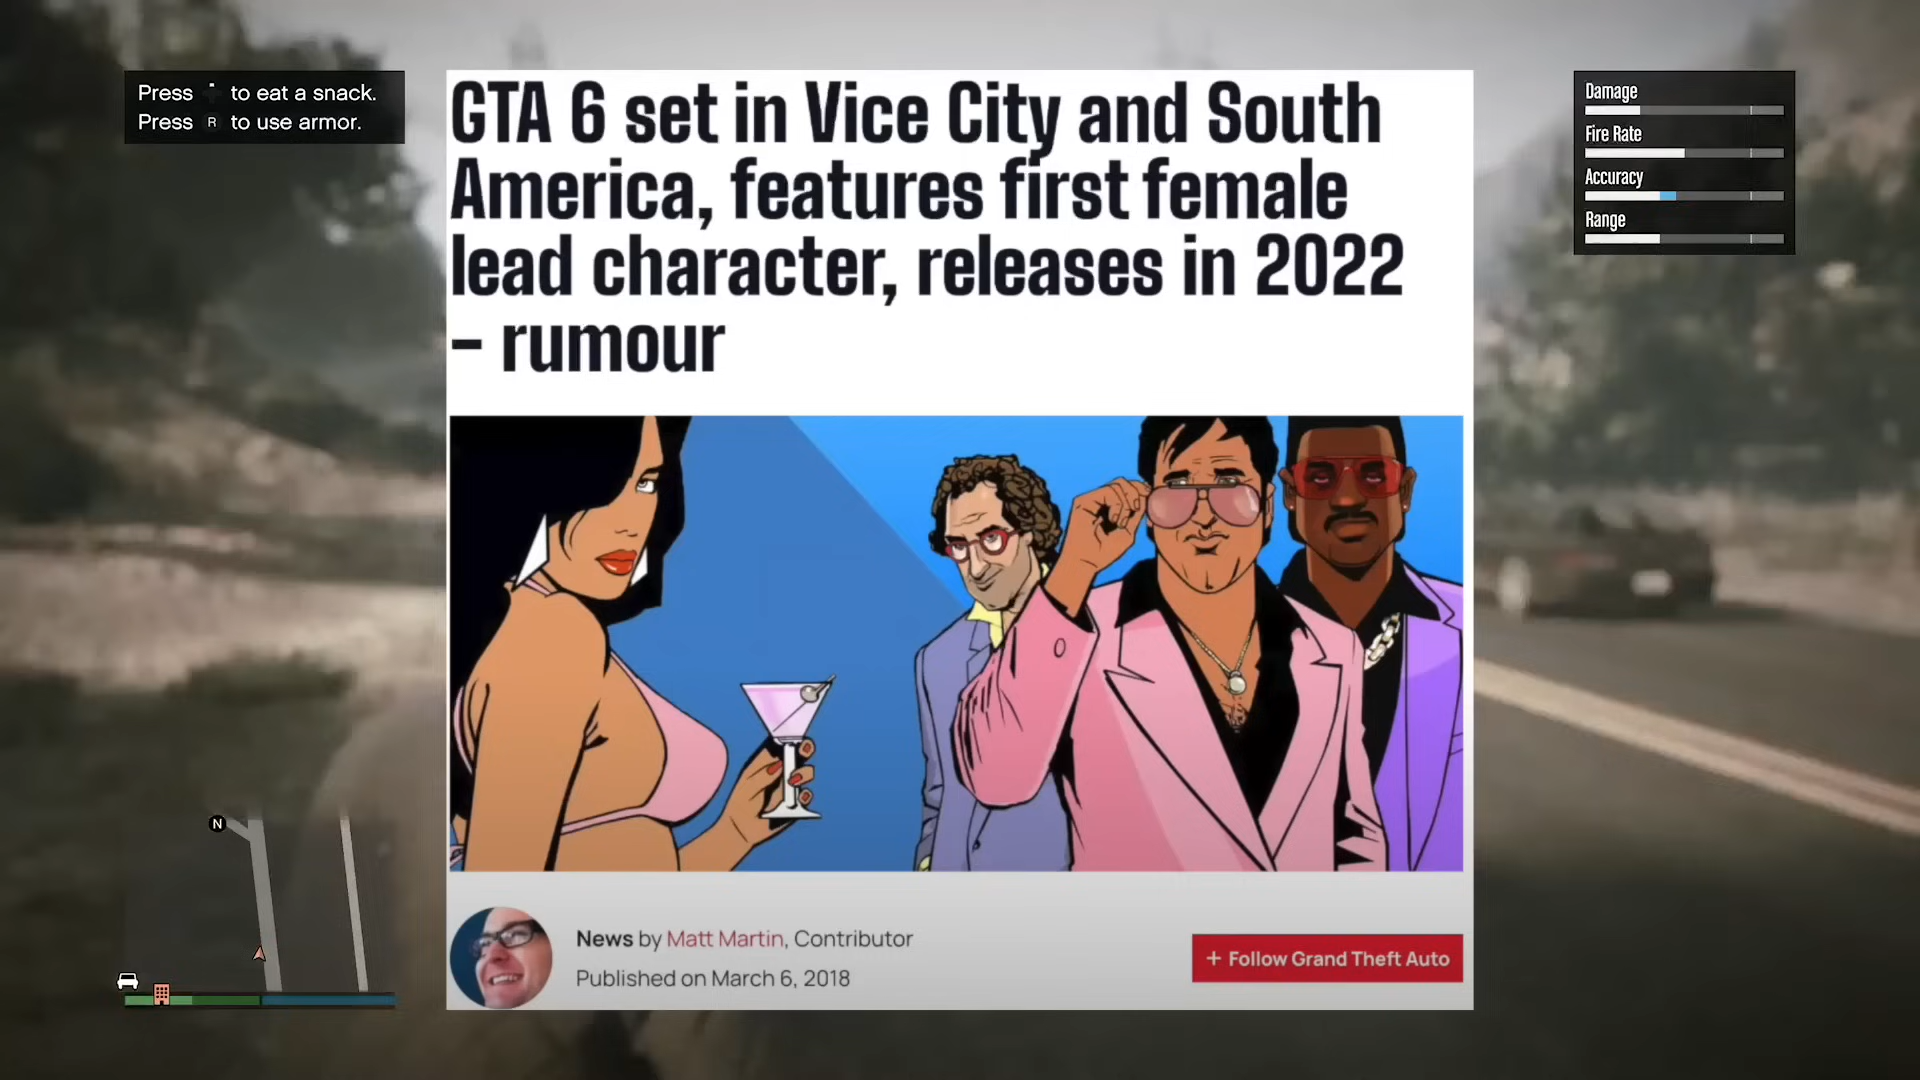 Press to eat a snack.
Press R to use armor.
GTA 6 set in Vice City and South
America, features first female
lead character, releases in 2022
– rumour
Damage
Fire Rate
Accuracy
Range
N
News by Matt Martin, Contributor
Published on March 6, 2018
+ Follow Grand Theft Auto